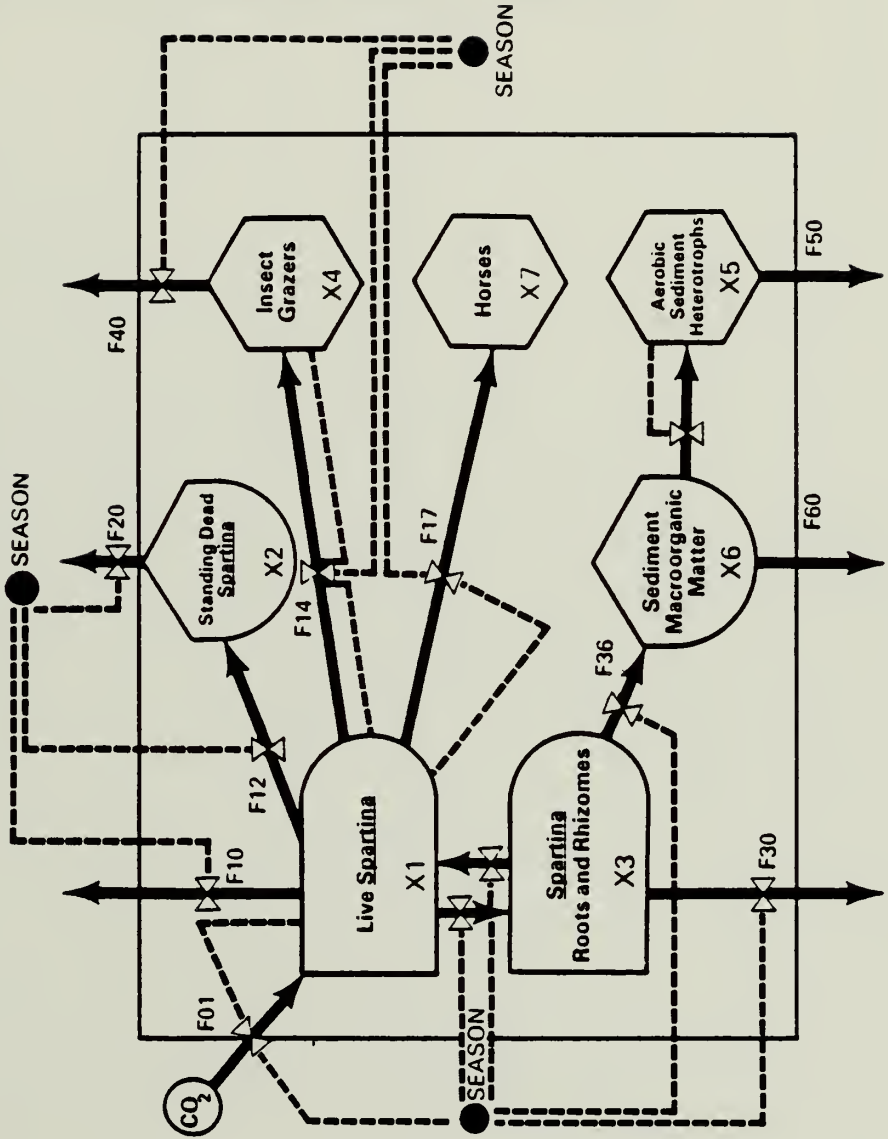 SEASON
SEASON
SEASON
CO2
F01
F10
F12
F20
F40
F14
F17
F36
F30
F60
F50
Live Spartina
X1
Standing Dead
Spartina
X2
Insect
Grazers
X4
Horses
X7
Spartina
Roots and Rhizomes
X3
Sediment
Macroorganic
Matter
X6
Aerobic
Sediment
Heterotrophs
X5